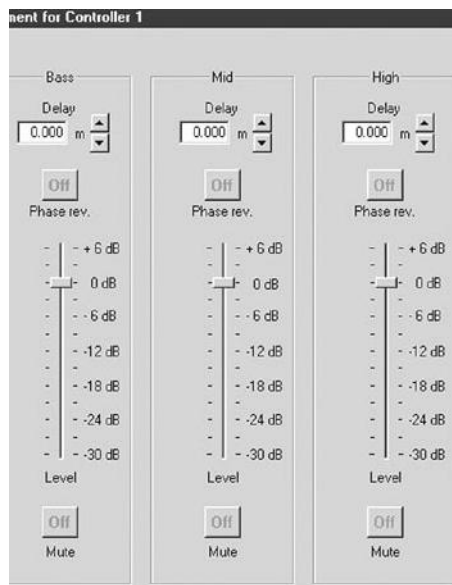 ment for Controller 1
Bass
Delay
0.000 m
Off
Phase rev.
+ 6 dB
0 dB
-6 dB
-12 dB
-18 dB
-24 dB
-30 dB
Level
Off
Mute
Mid
Delay
0.000 m
Off
Phase rev.
+ 6 dB
0 dB
-6 dB
-12 dB
-18 dB
-24 dB
-30 dB
Level
Off
Mute
High
Delay
0.000 m
Off
Phase rev.
+ 6 dB
0 dB
-6 dB
-12 dB
-18 dB
-24 dB
-30 dB
Level
Off
Mute